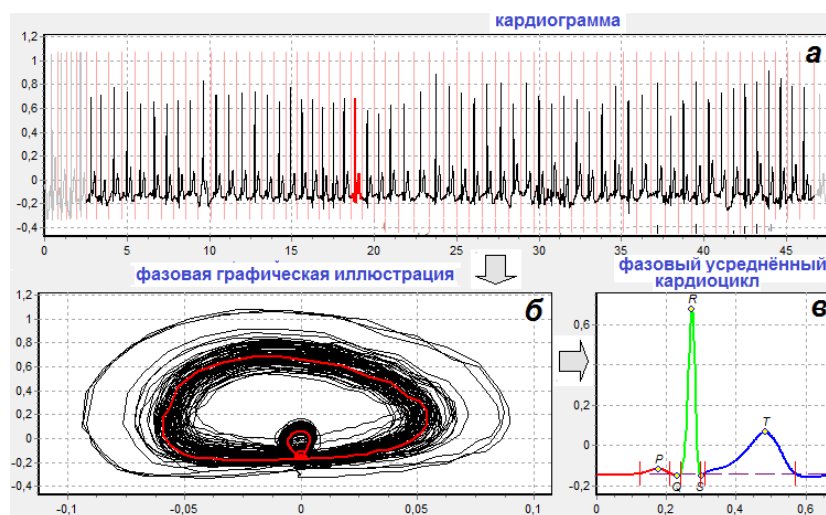 кардиограмма
1,2
а
1
0,8
0,6
0,4
0,2
0
-0,2
-0,4
0 5 10 15 20 25 30 35 40 45
фазовая графическая иллюстрация
фазовый усреднённый
кардиоцикл
1,2
б
1
0,8
0,6
0,4
0,2
0
-0,2
-0,4
-0,1 -0,05 0 0,05 0,1
R
в
0,6
0,2
T
0
P
Q S
-0,2
0 0,2 0,4 0,6